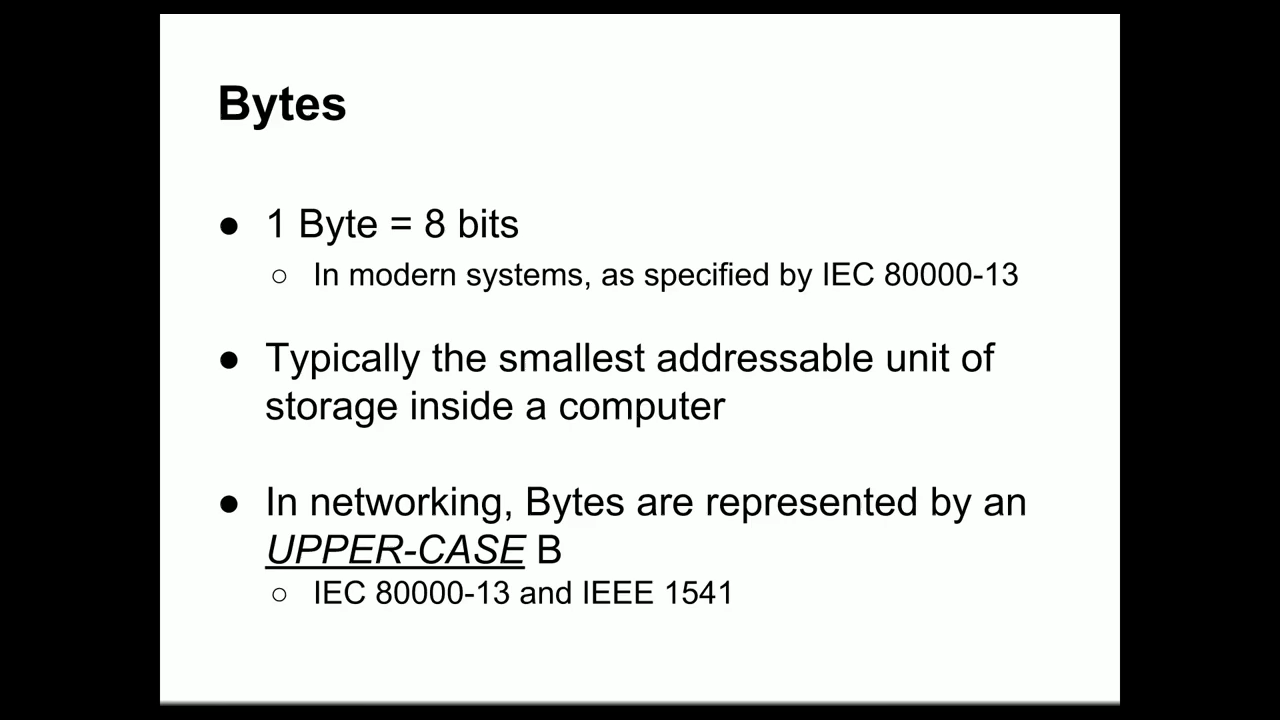 Bytes
● 1 Byte = 8 bits
○ In modern systems, as specified by IEC 80000-13
● Typically the smallest addressable unit of
storage inside a computer
● In networking, Bytes are represented by an
UPPER-CASE B
○ IEC 80000-13 and IEEE 1541